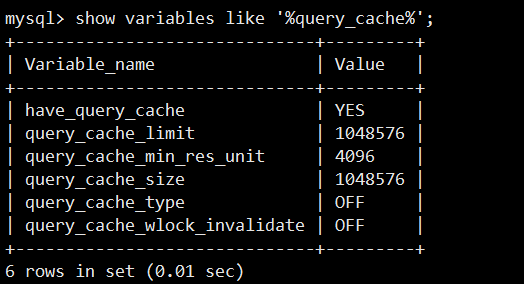 mysql> show variables like '%query_cache%';
+------------------------------+---------+
| Variable_name                | Value   |
+------------------------------+---------+
| have_query_cache             | YES     |
| query_cache_limit            | 1048576 |
| query_cache_min_res_unit     | 4096    |
| query_cache_size             | 1048576 |
| query_cache_type             | OFF     |
| query_cache_wlock_invalidate | OFF     |
+------------------------------+---------+
6 rows in set (0.01 sec)